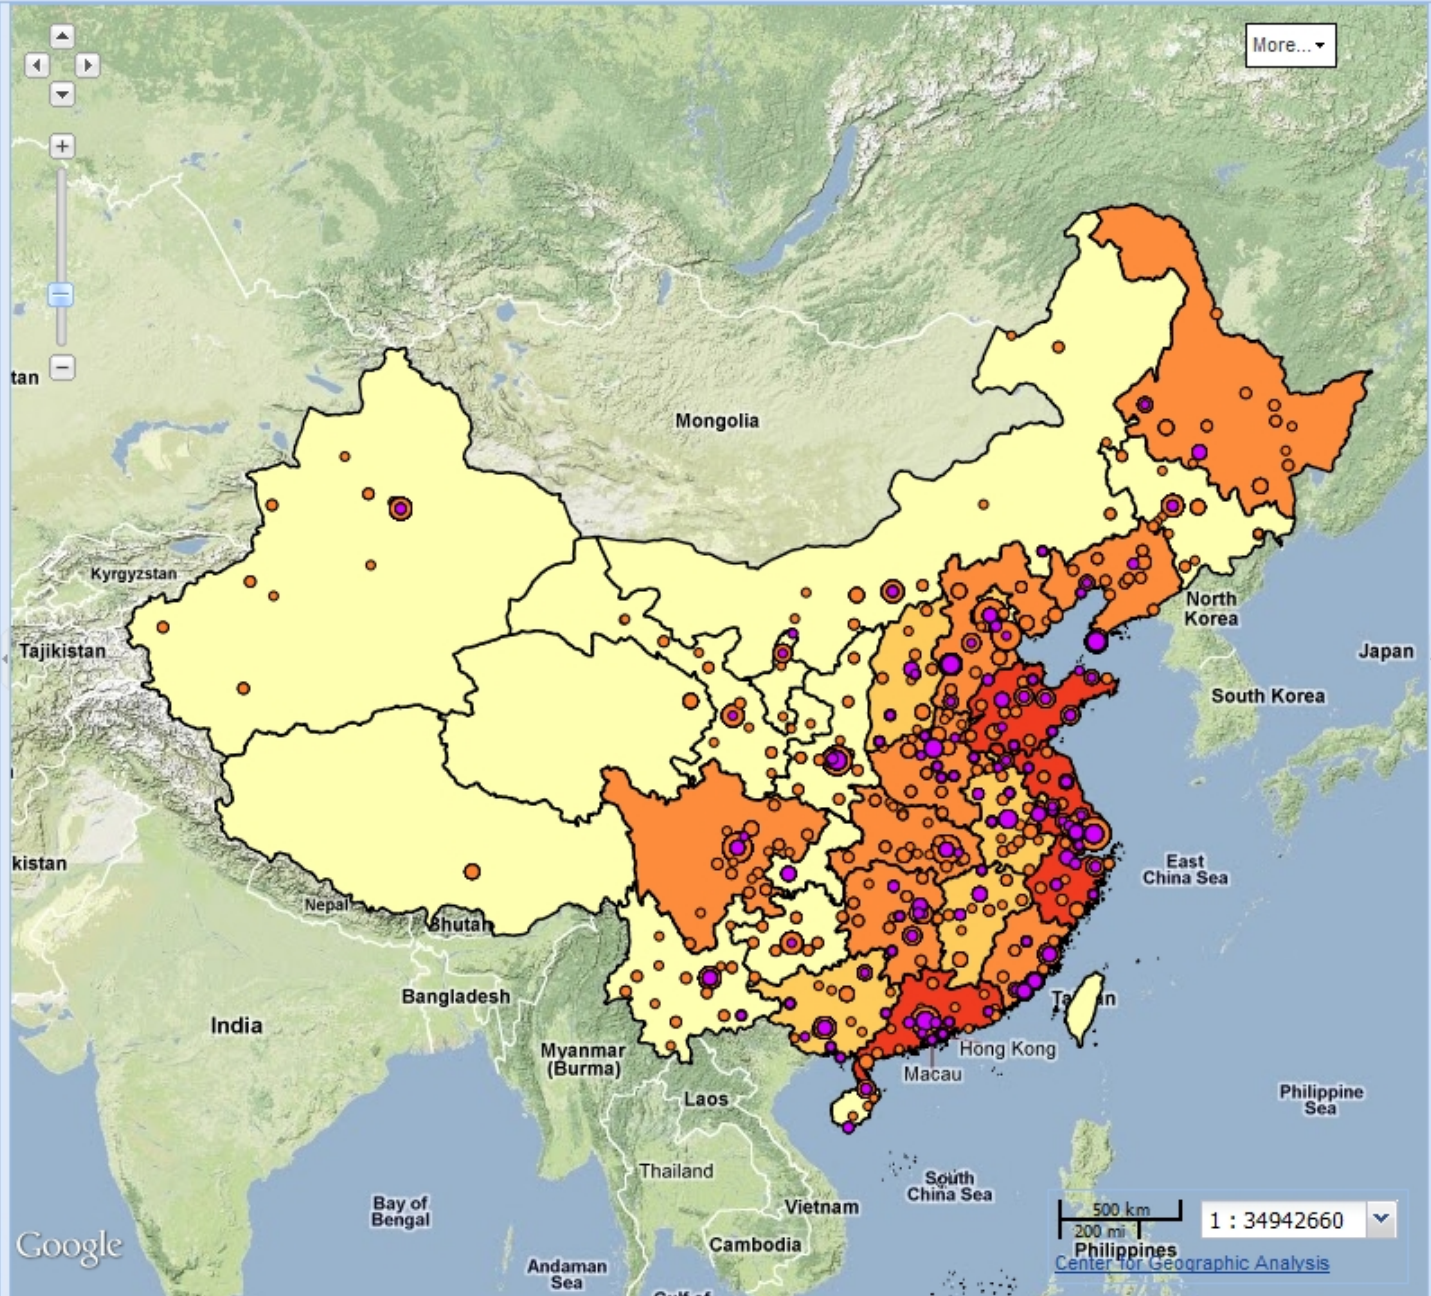 More...
tan
Mongolia
Kyrgyzstan
North
Korea
Tajikistan
Japan
South Korea
kistan
East
China Sea
Nepal
Bhutan
Bangladesh
India
Hong Kong
Myanmar
(Burma)
Macau
Laos
Philippine
Sea
Thailand
South
China Sea
Vietnam
Bay of
Bengal
500 km
200 mi
1 : 34942660
Google
Cambodia
Philippines
Center for Geographic Analysis
Andaman
Sea
Gulf of